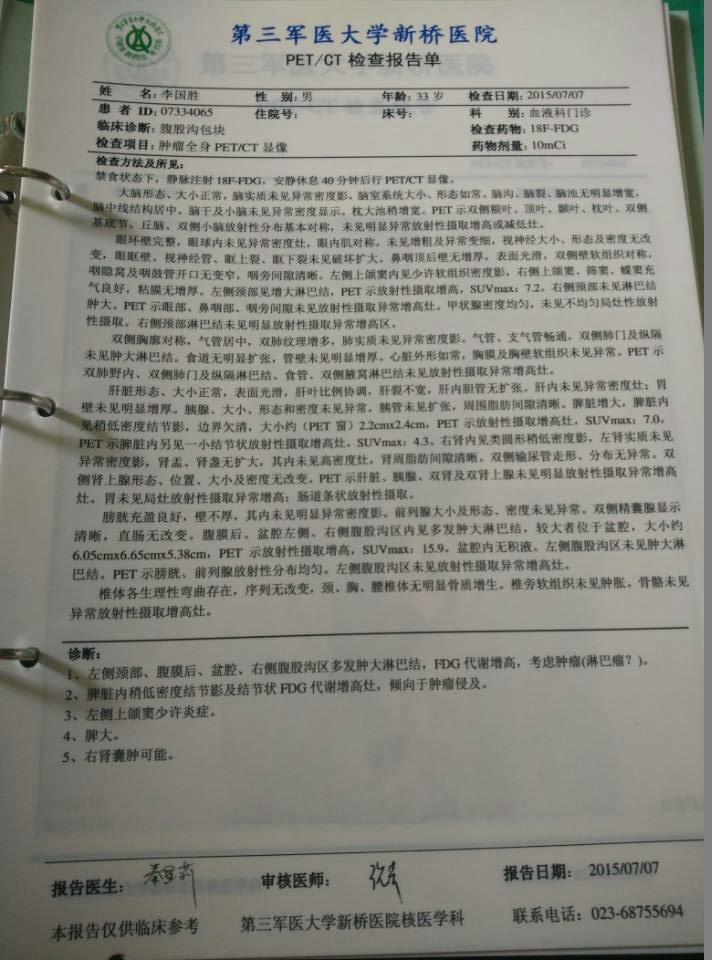 第三军医大学新桥医院
PET/CT 检查报告单
姓 名: 李国胜 性 别: 男 年龄: 33 岁 检查日期: 2015/07/07
患 者 ID: 07334065 住院号: 床号: 科 别: 血液科门诊
临床诊断: 腹股沟包块 检查药物: 18F-FDG
检查项目: 肿瘤全身 PET/CT 显像 药物剂量: 10mCi
检查方法及所见:
禁食状态下，静脉注射 18F-FDG，安静休息 40 分钟后行 PET/CT 显像。
大脑形态、大小正常，脑实质未见异常密度影，脑室系统大小、形态如常。脑沟、脑裂、脑池无明显增宽，
脑中线结构居中。脑干及小脑未见异常密度显示。枕大池稍增宽。PET 示双侧额叶、顶叶、颞叶、枕叶、双侧
基底节、丘脑、双侧小脑放射性分布基本对称，未见明显异常放射性摄取增高或减低灶。
眼环壁完整，眼球内未见异常密度灶，眼内肌对称，未见增粗及异常变细，视神经大小、形态及密度无改
变，眼眶壁、视神经管、眶上裂、眶下裂未见破坏扩大。鼻咽顶后壁无增厚，表面光滑，双侧壁软组织对称，
咽隐窝及咽鼓管开口无变窄，咽旁间隙清晰。左侧上颌窦内见少许软组织密度影，右侧上颌窦、筛窦、蝶窦充
气良好，粘膜无增厚。左侧颈部见增大淋巴结，PET 示放射性摄取增高，SUVmax：7.2。右侧颈部未见淋巴结
肿大。PET 示眼部、鼻咽部、咽旁间隙未见放射性摄取异常增高灶。甲状腺密度均匀，未见不均匀局灶性放射
性摄取。右侧颈部淋巴结未见明显放射性摄取异常增高区。
双侧胸廓对称，气管居中，双肺纹理增多，肺实质未见异常密度影。气管、支气管畅通，双侧肺门及纵隔
未见肿大淋巴结。食道无明显扩张，管壁未见明显增厚。心脏外形如常，胸膜及胸壁软组织未见异常。PET 示
双肺野内、双侧肺门及纵隔淋巴结、食管、双侧腋窝淋巴结未见放射性摄取异常增高灶。
肝脏形态、大小正常，表面光滑，肝叶比例协调，肝裂不宽，肝内胆管无扩张。肝内未见异常密度灶；胃
壁未见明显增厚。胰腺、大小、形态和密度未见异常，胰管未见扩张，周围脂肪间隙清晰。脾脏增大，脾脏内
见稍低密度结节影，边界欠清，大小约（PET 窗）2.2cmx2.4cm，PET 示放射性摄取增高灶，SUVmax：7.0。
PET 示脾脏内另见一小结节状放射性摄取增高灶，SUVmax：4.3。右肾内见类圆形稍低密度影，左肾实质未见
异常密度影，肾盂、肾盏无扩大，其内未见高密度灶，肾周脂肪间隙清晰。双侧输尿管走形、分布无异常。双
侧肾上腺形态、位置、大小及密度无改变。PET 示肝脏、胰腺、双肾及双肾上腺未见明显放射性摄取异常增高
灶。胃未见局灶放射性摄取异常增高；肠道条状放射性摄取。
膀胱充盈良好，壁不厚，其内未见明显异常密度影。前列腺大小及形态、密度未见异常。双侧精囊腺显示
清晰，直肠无改变。腹膜后、盆腔左侧、右侧腹股沟区内见多发肿大淋巴结，较大者位于盆腔，大小约
6.05cmx6.65cmx5.38cm，PET 示放射性摄取增高，SUVmax：15.9。盆腔内无积液。左侧腹股沟区未见肿大淋
巴结。PET 示膀胱、前列腺放射性分布均匀。左侧腹股沟区未见放射性摄取异常增高灶。
椎体各生理性弯曲存在，序列无改变，颈、胸、腰椎体无明显骨质增生。椎旁软组织未见肿胀。骨骼未见
异常放射性摄取增高灶。
诊断:
1、左侧颈部、腹膜后、盆腔、右侧腹股沟区多发肿大淋巴结，FDG 代谢增高，考虑肿瘤(淋巴瘤？)。
2、脾脏内稍低密度结节影及结节状 FDG 代谢增高灶，倾向于肿瘤侵及。
3、左侧上颌窦少许炎症。
4、脾大。
5、右肾囊肿可能。
报告医生: 审核医师: 报告日期: 2015/07/07
本报告仅供临床参考 第三军医大学新桥医院核医学科 联系电话: 023-68755694